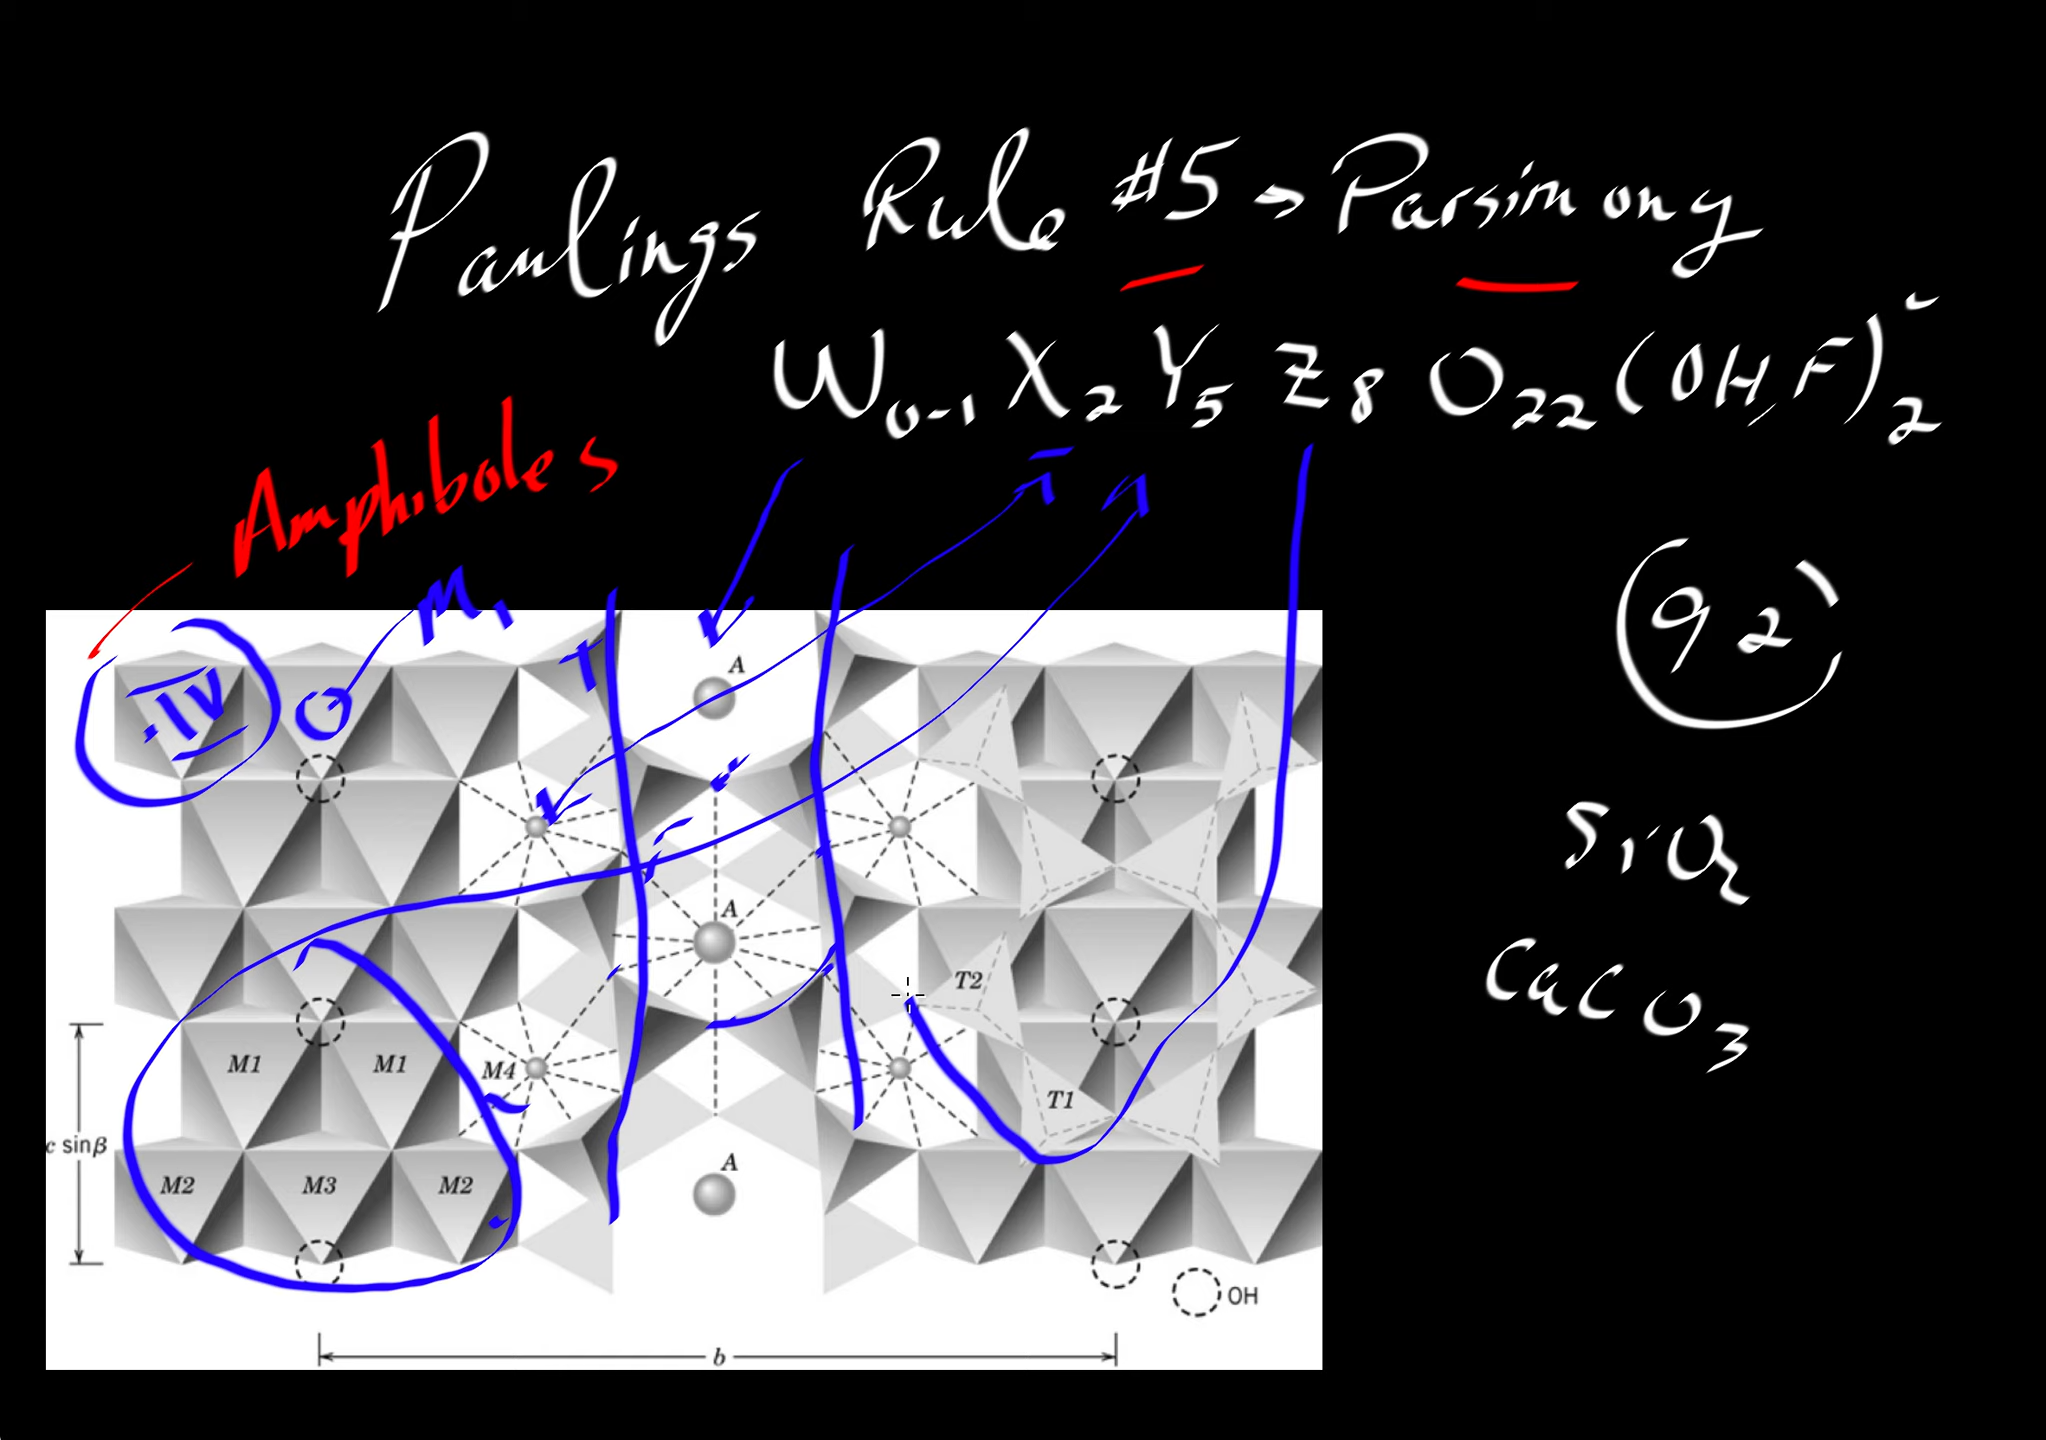 Paulings Rule #5 → Parsimony
W0-1 X2 Y5 Z8 O22 (OH, F)2
Amphiboles
92
SiO2
CaCO3
M1
IV
T
A
A
T2
M1 M1 M4
T1
c sinβ
M2 M3 M2
A
OH
b